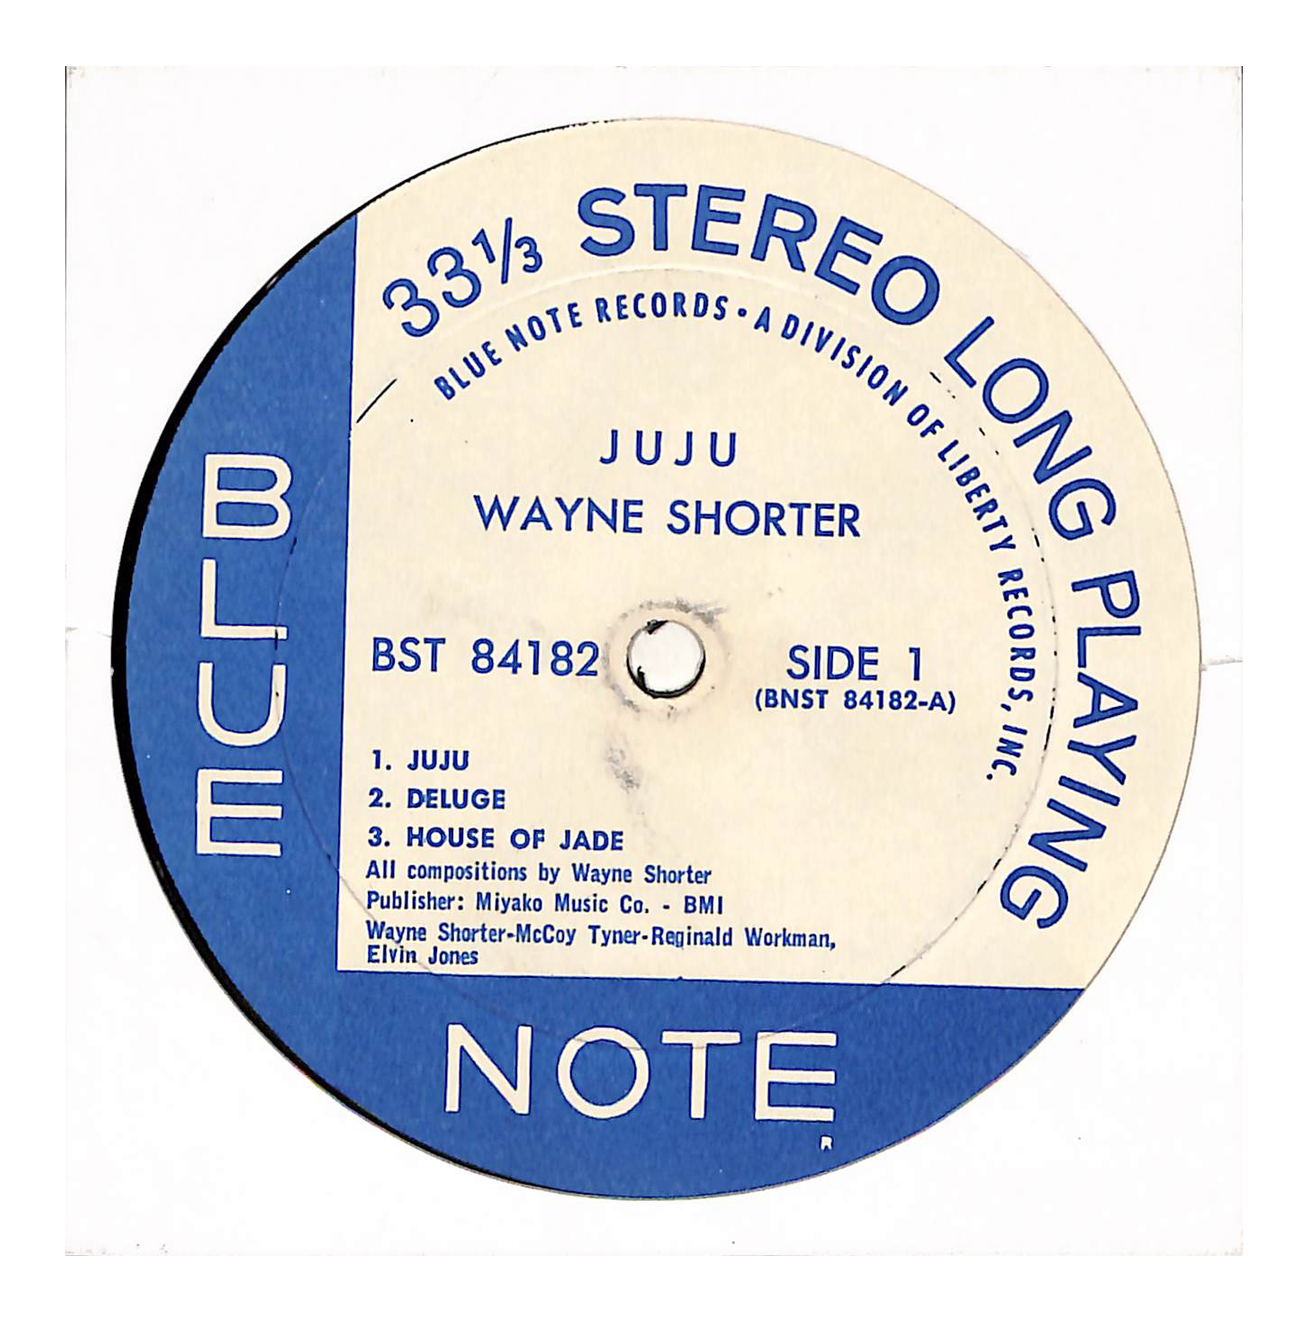 33⅓ STEREO LONG PLAYING
BLUE NOTE RECORDS • A DIVISION OF LIBERTY RECORDS, INC.
JUJU
WAYNE SHORTER
BST 84182
SIDE 1
(BNST 84182-A)
1. JUJU
2. DELUGE
3. HOUSE OF JADE
All compositions by Wayne Shorter
Publisher: Miyako Music Co. - BMI
Wayne Shorter-McCoy Tyner-Reginald Workman,
Elvin Jones
BLUE
NOTE
R